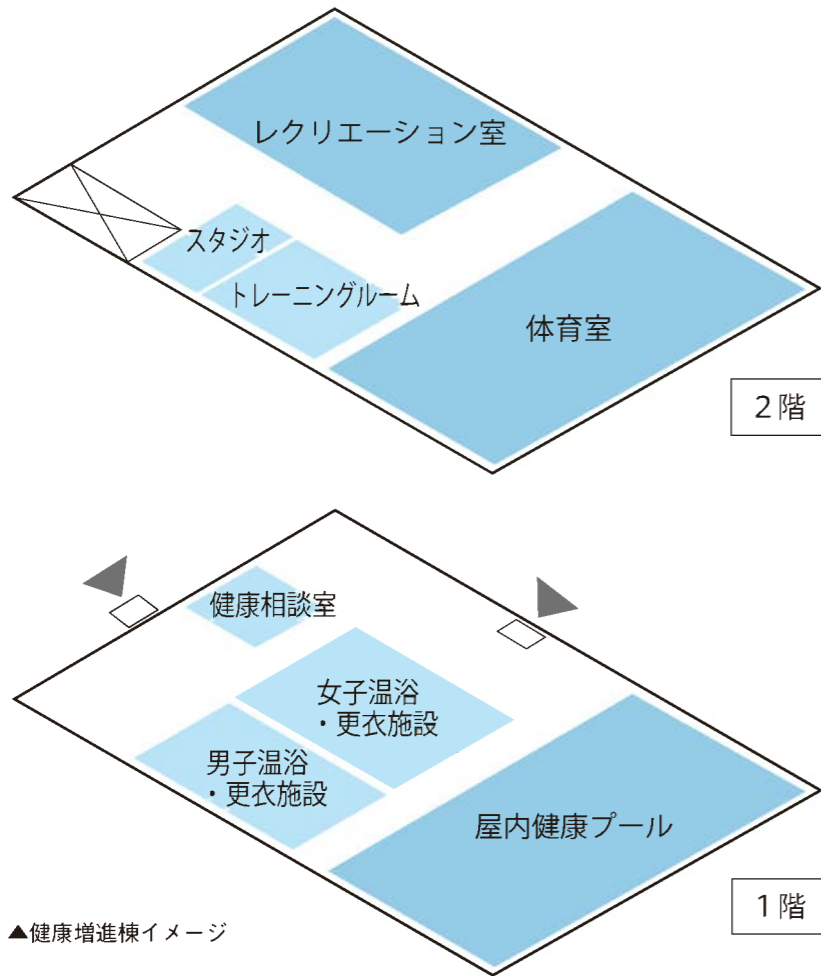 レクリエーション室
スタジオ
トレーニングルーム
体育室
2階
健康相談室
女子温浴
・更衣施設
男子温浴
・更衣施設
屋内健康プール
1階
▲健康増進棟イメージ